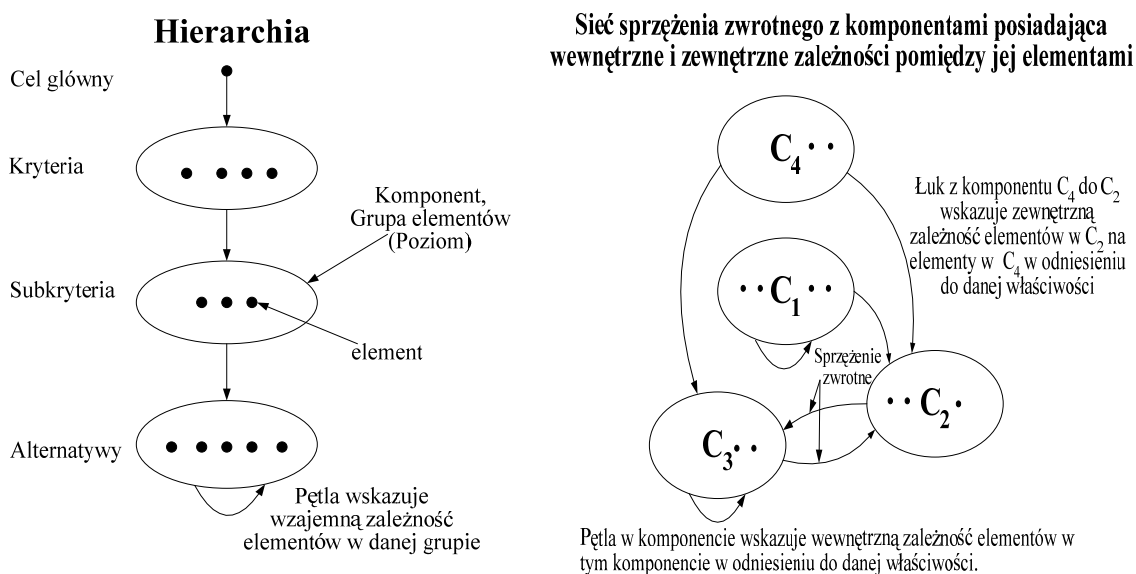 Hierarchia
Cel główny
Kryteria
Komponent,
Grupa elementów
(Poziom)
Subkryteria
element
Alternatywy
Pętla wskazuje
wzajemną zależność
elementów w danej grupie
Sieć sprzężenia zwrotnego z komponentami posiadająca
wewnętrzne i zewnętrzne zależności pomiędzy jej elementami
C4
Łuk z komponentu C4 do C2
wskazuje zewnętrzną
zależność elementów w C2 na
elementy w C4 w odniesieniu
do danej właściwości
C1
Sprzężenie
zwrotne
C2
C3
Pętla w komponencie wskazuje wewnętrzną zależność elementów w
tym komponencie w odniesieniu do danej właściwości.